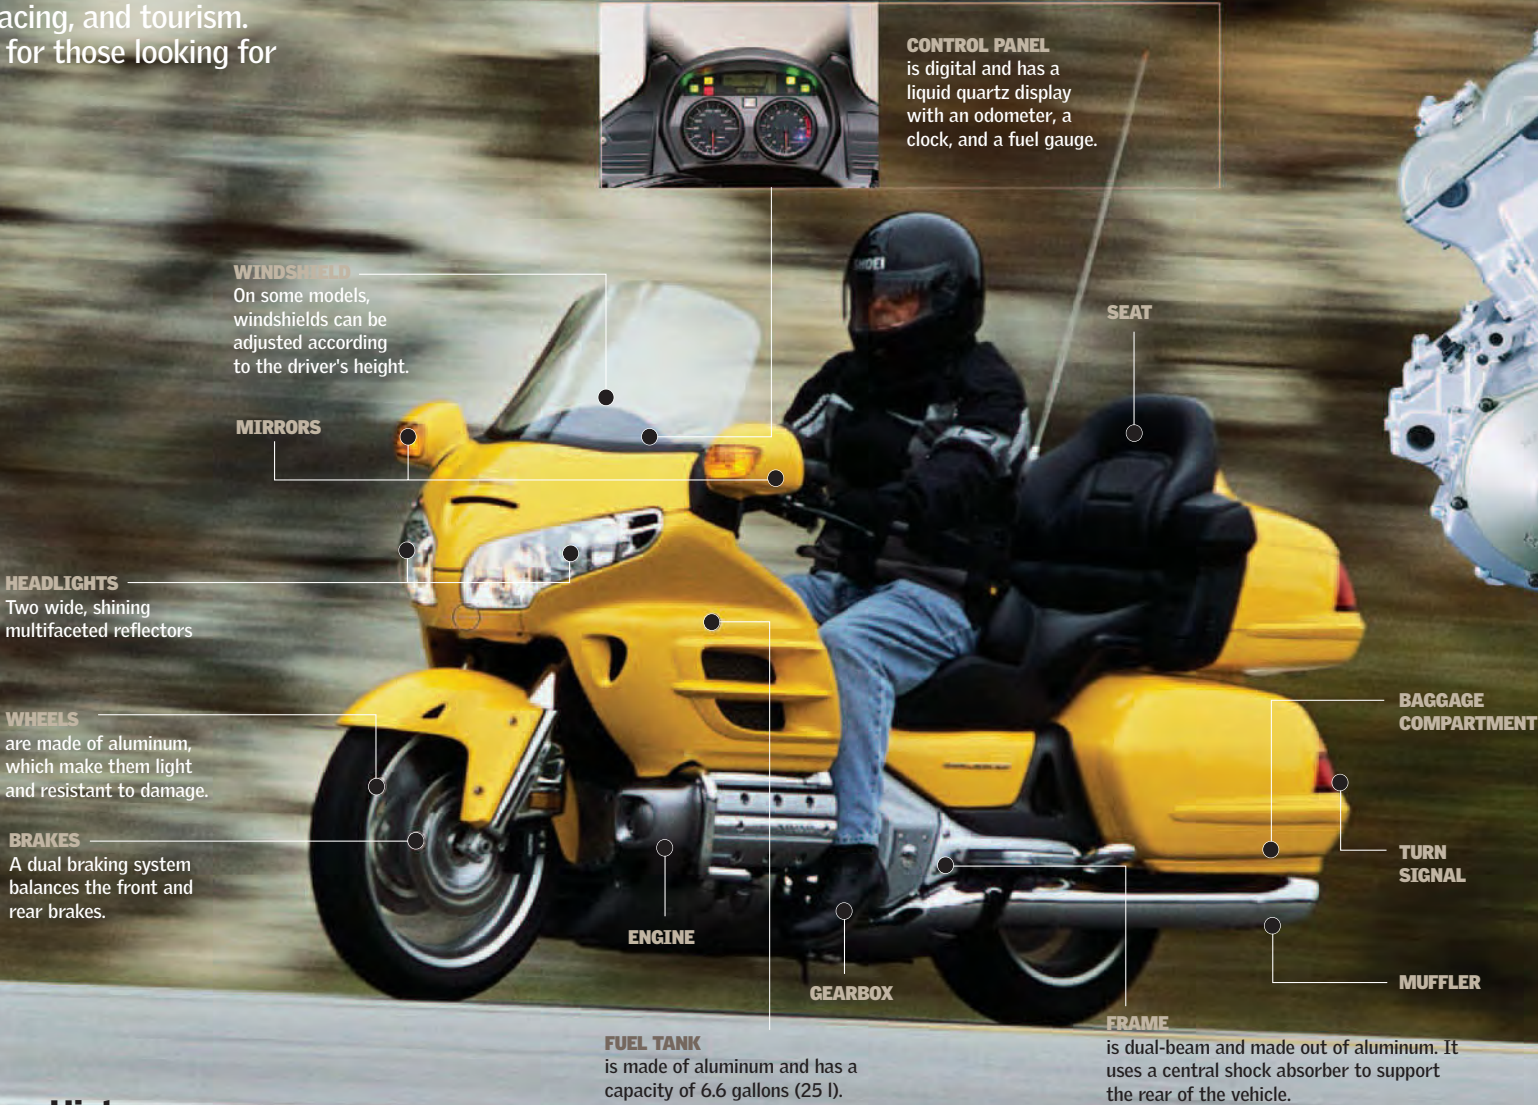 acing, and tourism.
for those looking for
CONTROL PANEL
is digital and has a
liquid quartz display
with an odometer, a
clock, and a fuel gauge.
WINDSHIELD
On some models,
windshields can be
adjusted according
to the driver's height.
SHOEI
SEAT
MIRRORS
HEADLIGHTS
Two wide, shining
multifaceted reflectors
WHEELS
are made of aluminum,
which make them light
and resistant to damage.
BRAKES
A dual braking system
balances the front and
rear brakes.
BAGGAGE
COMPARTMENT
TURN
SIGNAL
ENGINE
GEARBOX
MUFFLER
FUEL TANK
is made of aluminum and has a
capacity of 6.6 gallons (25 l).
FRAME
is dual-beam and made out of aluminum. It
uses a central shock absorber to support
the rear of the vehicle.